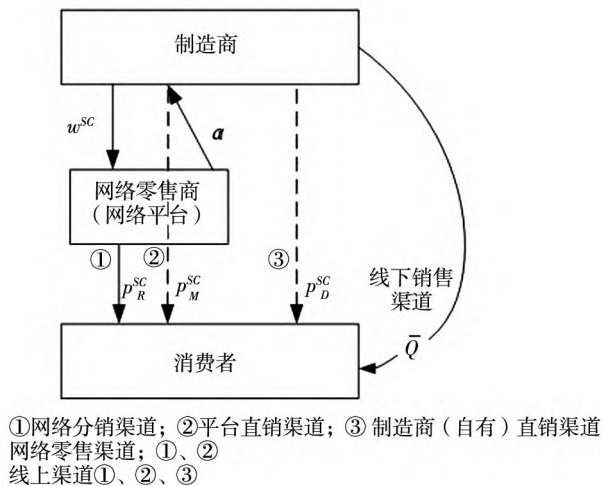 制造商
w^SC
α
网络零售商
(网络平台)
① ② ③
p_R^SC p_M^SC p_D^SC
线下销售
渠道
Q̄
消费者
①网络分销渠道；②平台直销渠道；③ 制造商（自有）直销渠道
网络零售渠道；①、②
线上渠道①、②、③